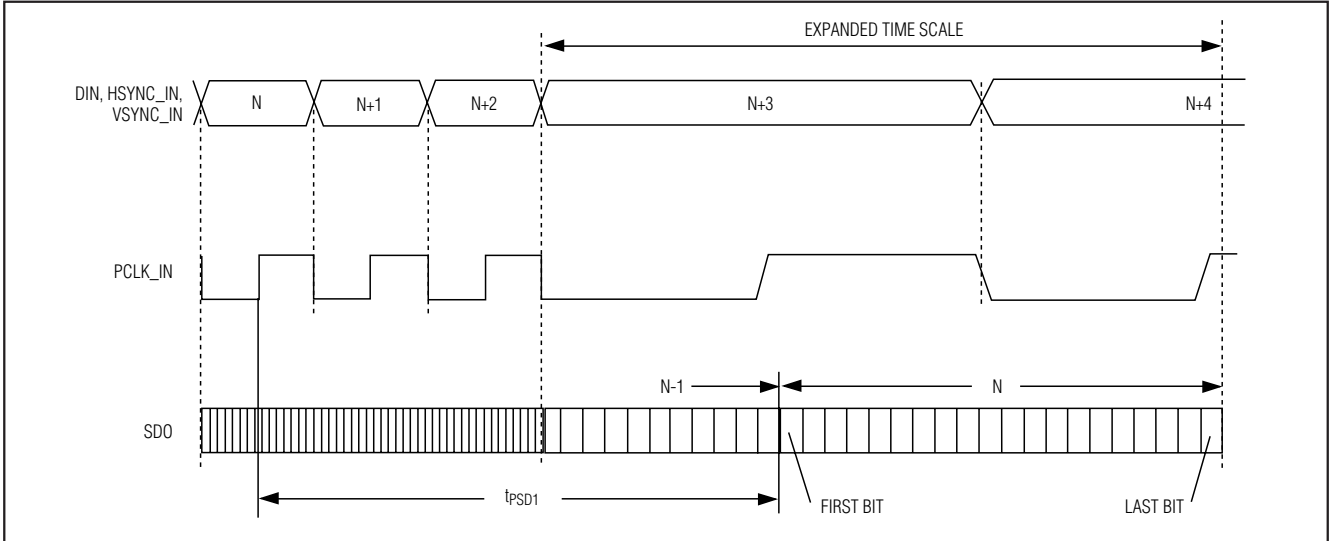 EXPANDED TIME SCALE
DIN, HSYNC_IN,
VSYNC_IN
N
N+1
N+2
N+3
N+4
PCLK_IN
N-1
N
SDO
tPSD1
FIRST BIT
LAST BIT